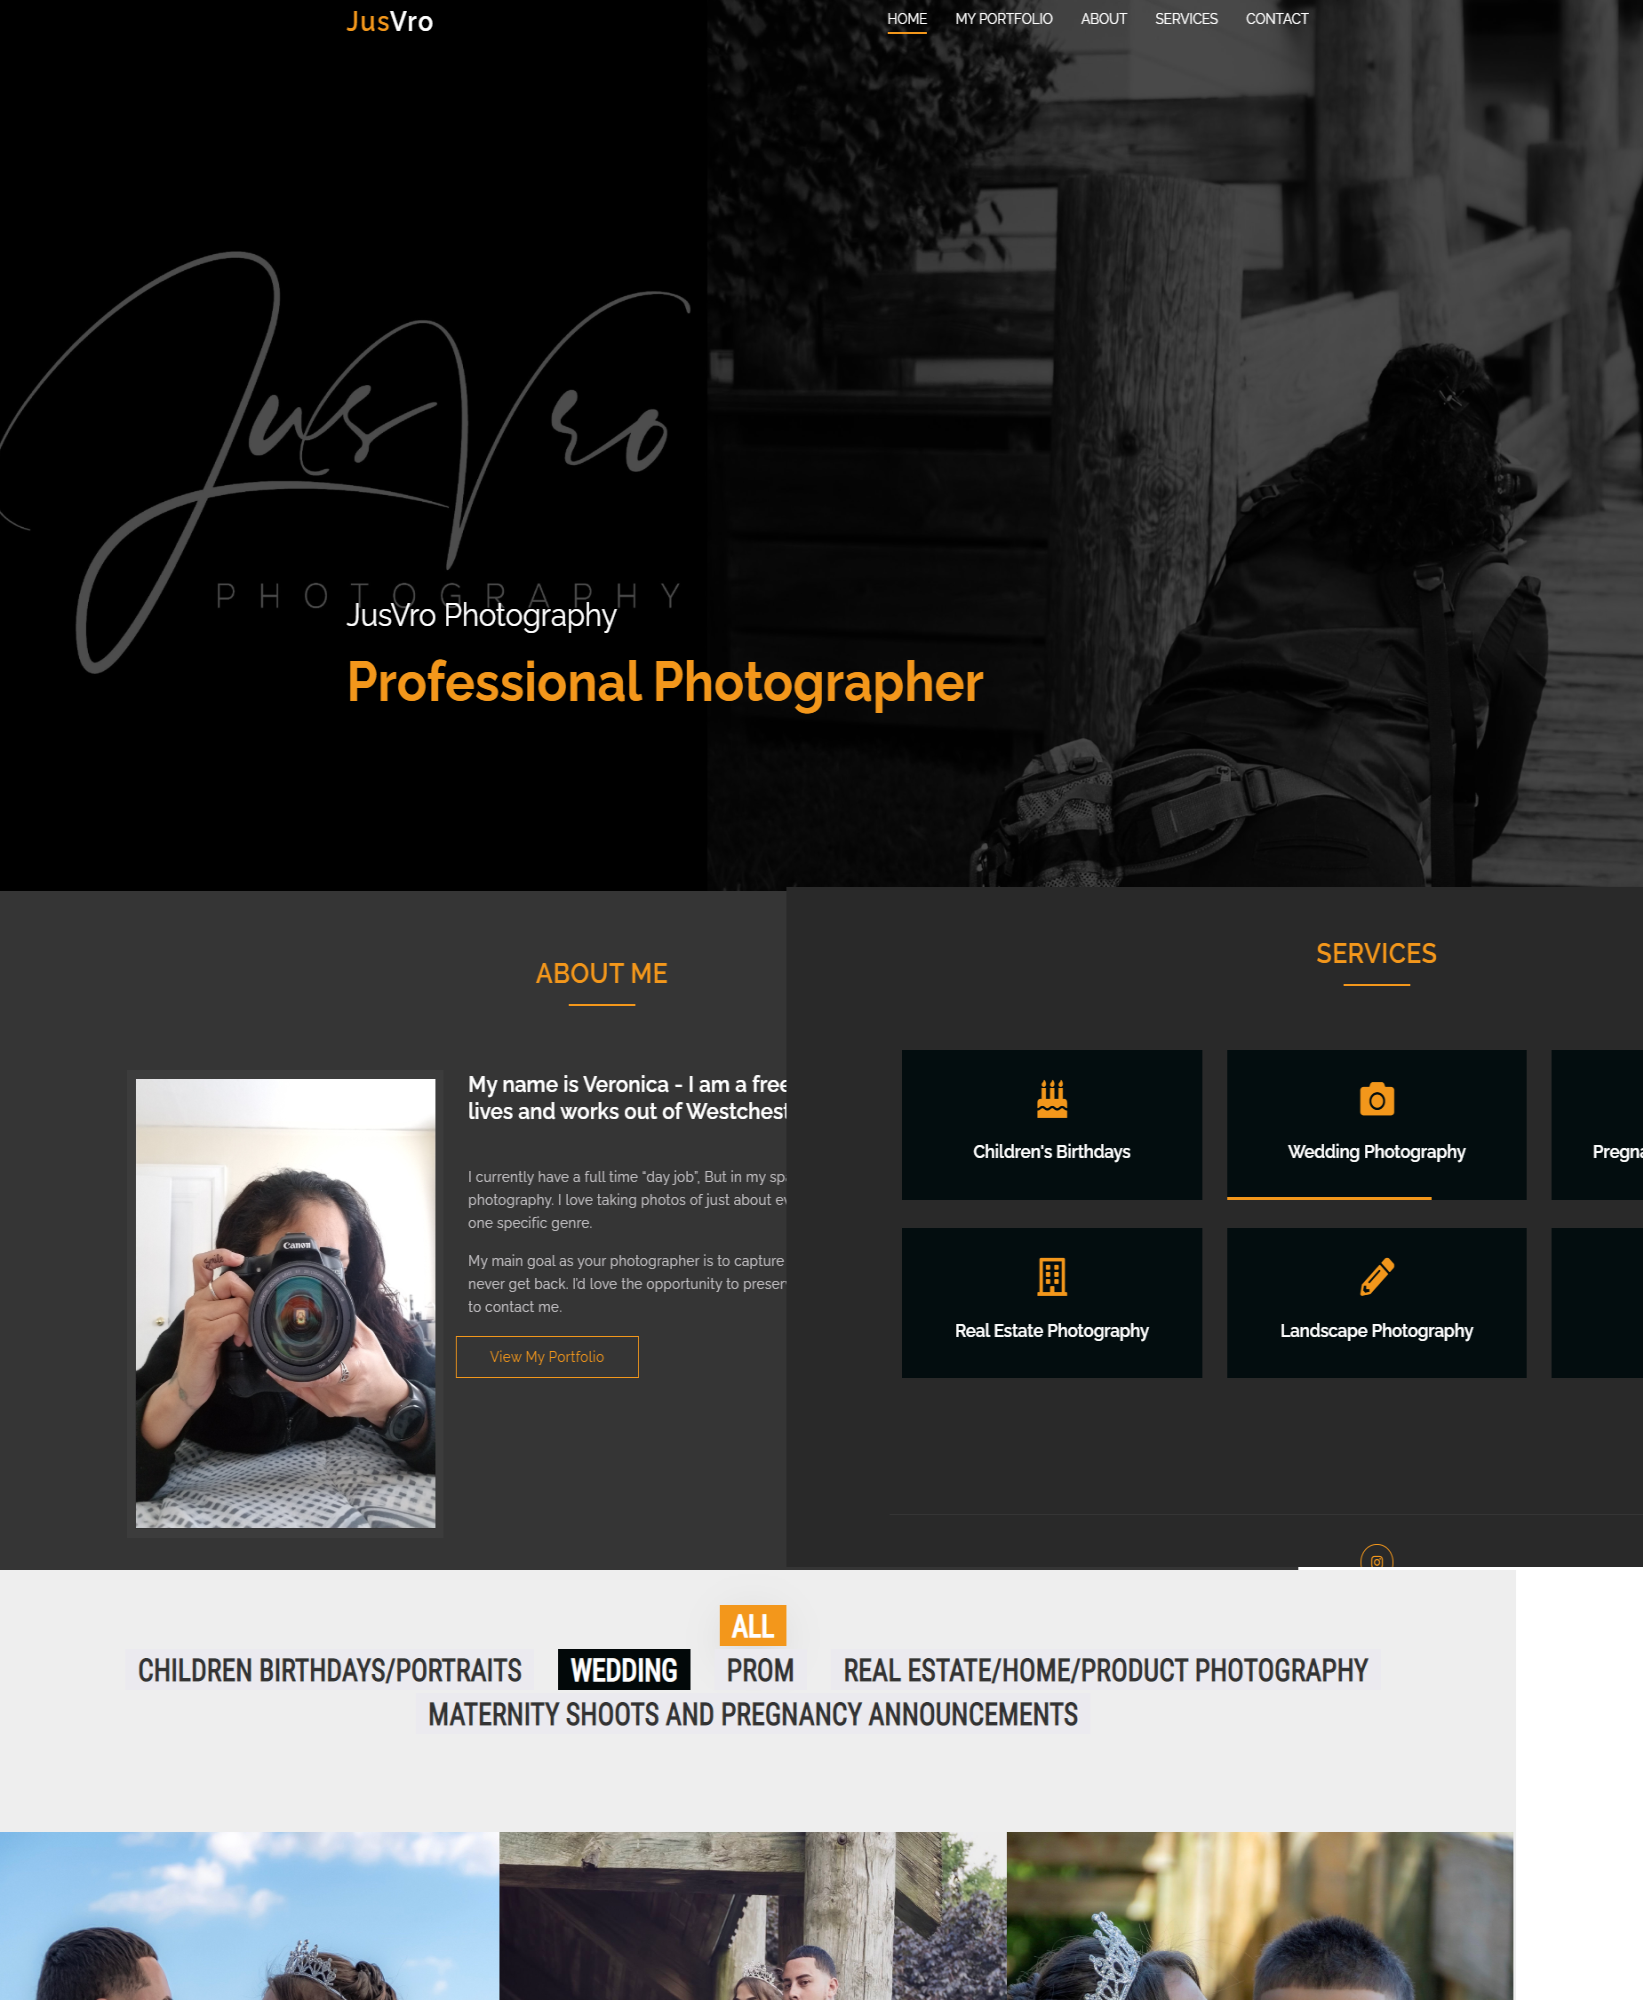 JusVro
HOME MY PORTFOLIO ABOUT SERVICES CONTACT
JusVro
PHOTOGRAPHY
JusVro Photography
Professional Photographer
ABOUT ME
My name is Veronica - I am a free
lives and works out of Westchest
I currently have a full time "day job", But in my spa
photography. I love taking photos of just about ev
one specific genre.
My main goal as your photographer is to capture
never get back. I'd love the opportunity to preser
to contact me.
View My Portfolio
Canon
SERVICES
Children's Birthdays
Wedding Photography
Pregna
Real Estate Photography
Landscape Photography
ALL
CHILDREN BIRTHDAYS/PORTRAITS WEDDING PROM REAL ESTATE/HOME/PRODUCT PHOTOGRAPHY
MATERNITY SHOOTS AND PREGNANCY ANNOUNCEMENTS